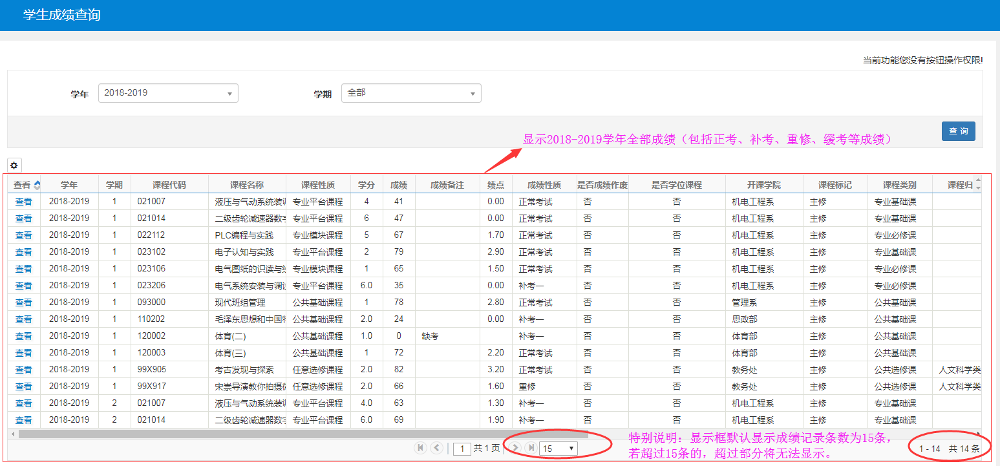 学生成绩查询
当前功能您没有按钮操作权限!
学年 2018-2019 学期 全部
查 询
显示2018-2019学年全部成绩（包括正考、补考、重修、缓考等成绩）
查看 学年 学期 课程代码 课程名称 课程性质 学分 成绩 成绩备注 绩点 成绩性质 是否成绩作废 是否学位课程 开课学院 课程标记 课程类别 课程归
查看 2018-2019 1 021007 液压与气动系统装 专业平台课程 4 41 0.00 正常考试 否 否 机电工程系 主修 专业基础课
查看 2018-2019 1 021014 二级齿轮减速器数 专业平台课程 6 47 0.00 正常考试 否 否 机电工程系 主修 专业基础课
查看 2018-2019 1 022112 PLC编程与实践 专业模块课程 5 67 1.70 正常考试 否 否 机电工程系 主修 专业必修课
查看 2018-2019 1 023102 电子认知与实践 专业平台课程 2 79 2.90 正常考试 否 否 机电工程系 主修 专业基础课
查看 2018-2019 1 023106 电气图纸的识读与 专业模块课程 1 65 1.50 正常考试 否 否 机电工程系 主修 专业必修课
查看 2018-2019 1 023206 电气系统安装与调 专业平台课程 6.0 35 0.00 补考一 否 否 机电工程系 主修 专业必修课
查看 2018-2019 1 093000 现代班组管理 公共基础课程 1 78 2.80 正常考试 否 否 管理系 主修 公共基础课
查看 2018-2019 1 110202 毛泽东思想和中国 公共基础课程 2.0 24 0.00 补考一 否 否 思政部 主修 公共基础课
查看 2018-2019 1 120002 体育(二) 公共基础课程 1.0 0 缺考 补考一 否 否 体育部 主修 公共基础课
查看 2018-2019 1 120003 体育(三) 公共基础课程 1 72 2.20 正常考试 否 否 体育部 主修 公共基础课
查看 2018-2019 1 99X905 考古发现与探索 任意选修课程 2.0 82 3.20 正常考试 否 否 教务处 主修 公共选修课 人文科学类
查看 2018-2019 1 99X917 宋崇导演教你拍摄 任意选修课程 2.0 66 1.60 重修 否 否 教务处 主修 公共选修课 人文科学类
查看 2018-2019 2 021007 液压与气动系统装 专业平台课程 4.0 63 1.30 补考一 否 否 机电工程系 主修 专业基础课
查看 2018-2019 2 021014 二级齿轮减速器数 专业平台课程 6.0 69 1.90 补考一 否 否 机电工程系 主修 专业基础课
1 共 1 页 15 1 - 14 共 14 条
特别说明：显示框默认显示成绩记录条数为15条，
若超过15条的，超过部分将无法显示。